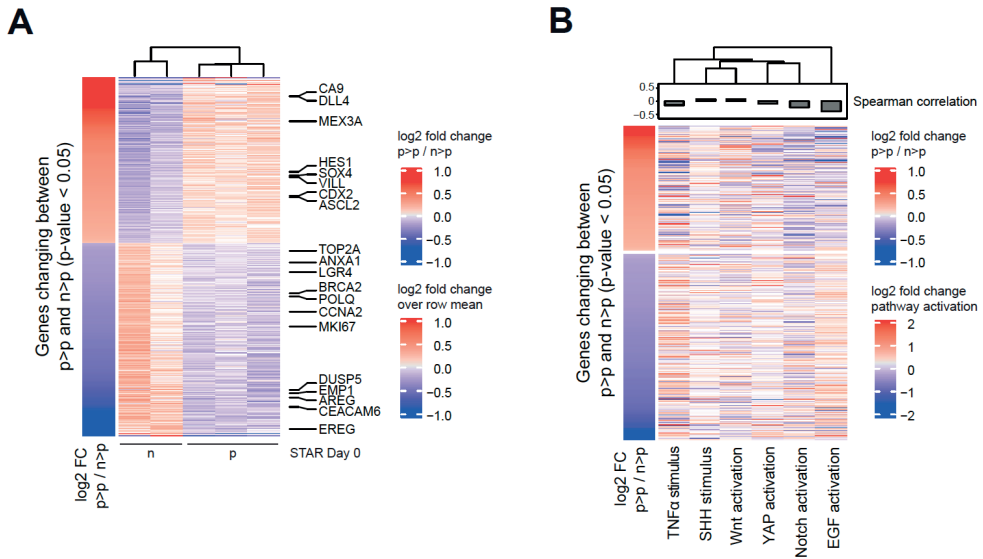 A
Genes changing between
p>p and n>p (p-value < 0.05)
CA9
DLL4
MEX3A
HES1
SOX4
VILL
CDX2
ASCL2
TOP2A
ANXA1
LGR4
BRCA2
POLQ
CCNA2
MKI67
DUSP5
EMP1
AREG
CEACAM6
EREG
log2 FC
p>p / n>p
n
p
STAR Day 0
log2 fold change
p>p / n>p
1.0
0.5
0.0
−0.5
−1.0
log2 fold change
over row mean
1.0
0.5
0.0
−0.5
−1.0
B
0.5
0
−0.5
Spearman correlation
Genes changing between
p>p and n>p (p-value < 0.05)
log2 FC
p>p / n>p
TNFα stimulus
SHH stimulus
Wnt activation
YAP activation
Notch activation
EGF activation
log2 fold change
p>p / n>p
1.0
0.5
0.0
−0.5
−1.0
log2 fold change
pathway activation
2
1
0
−1
−2